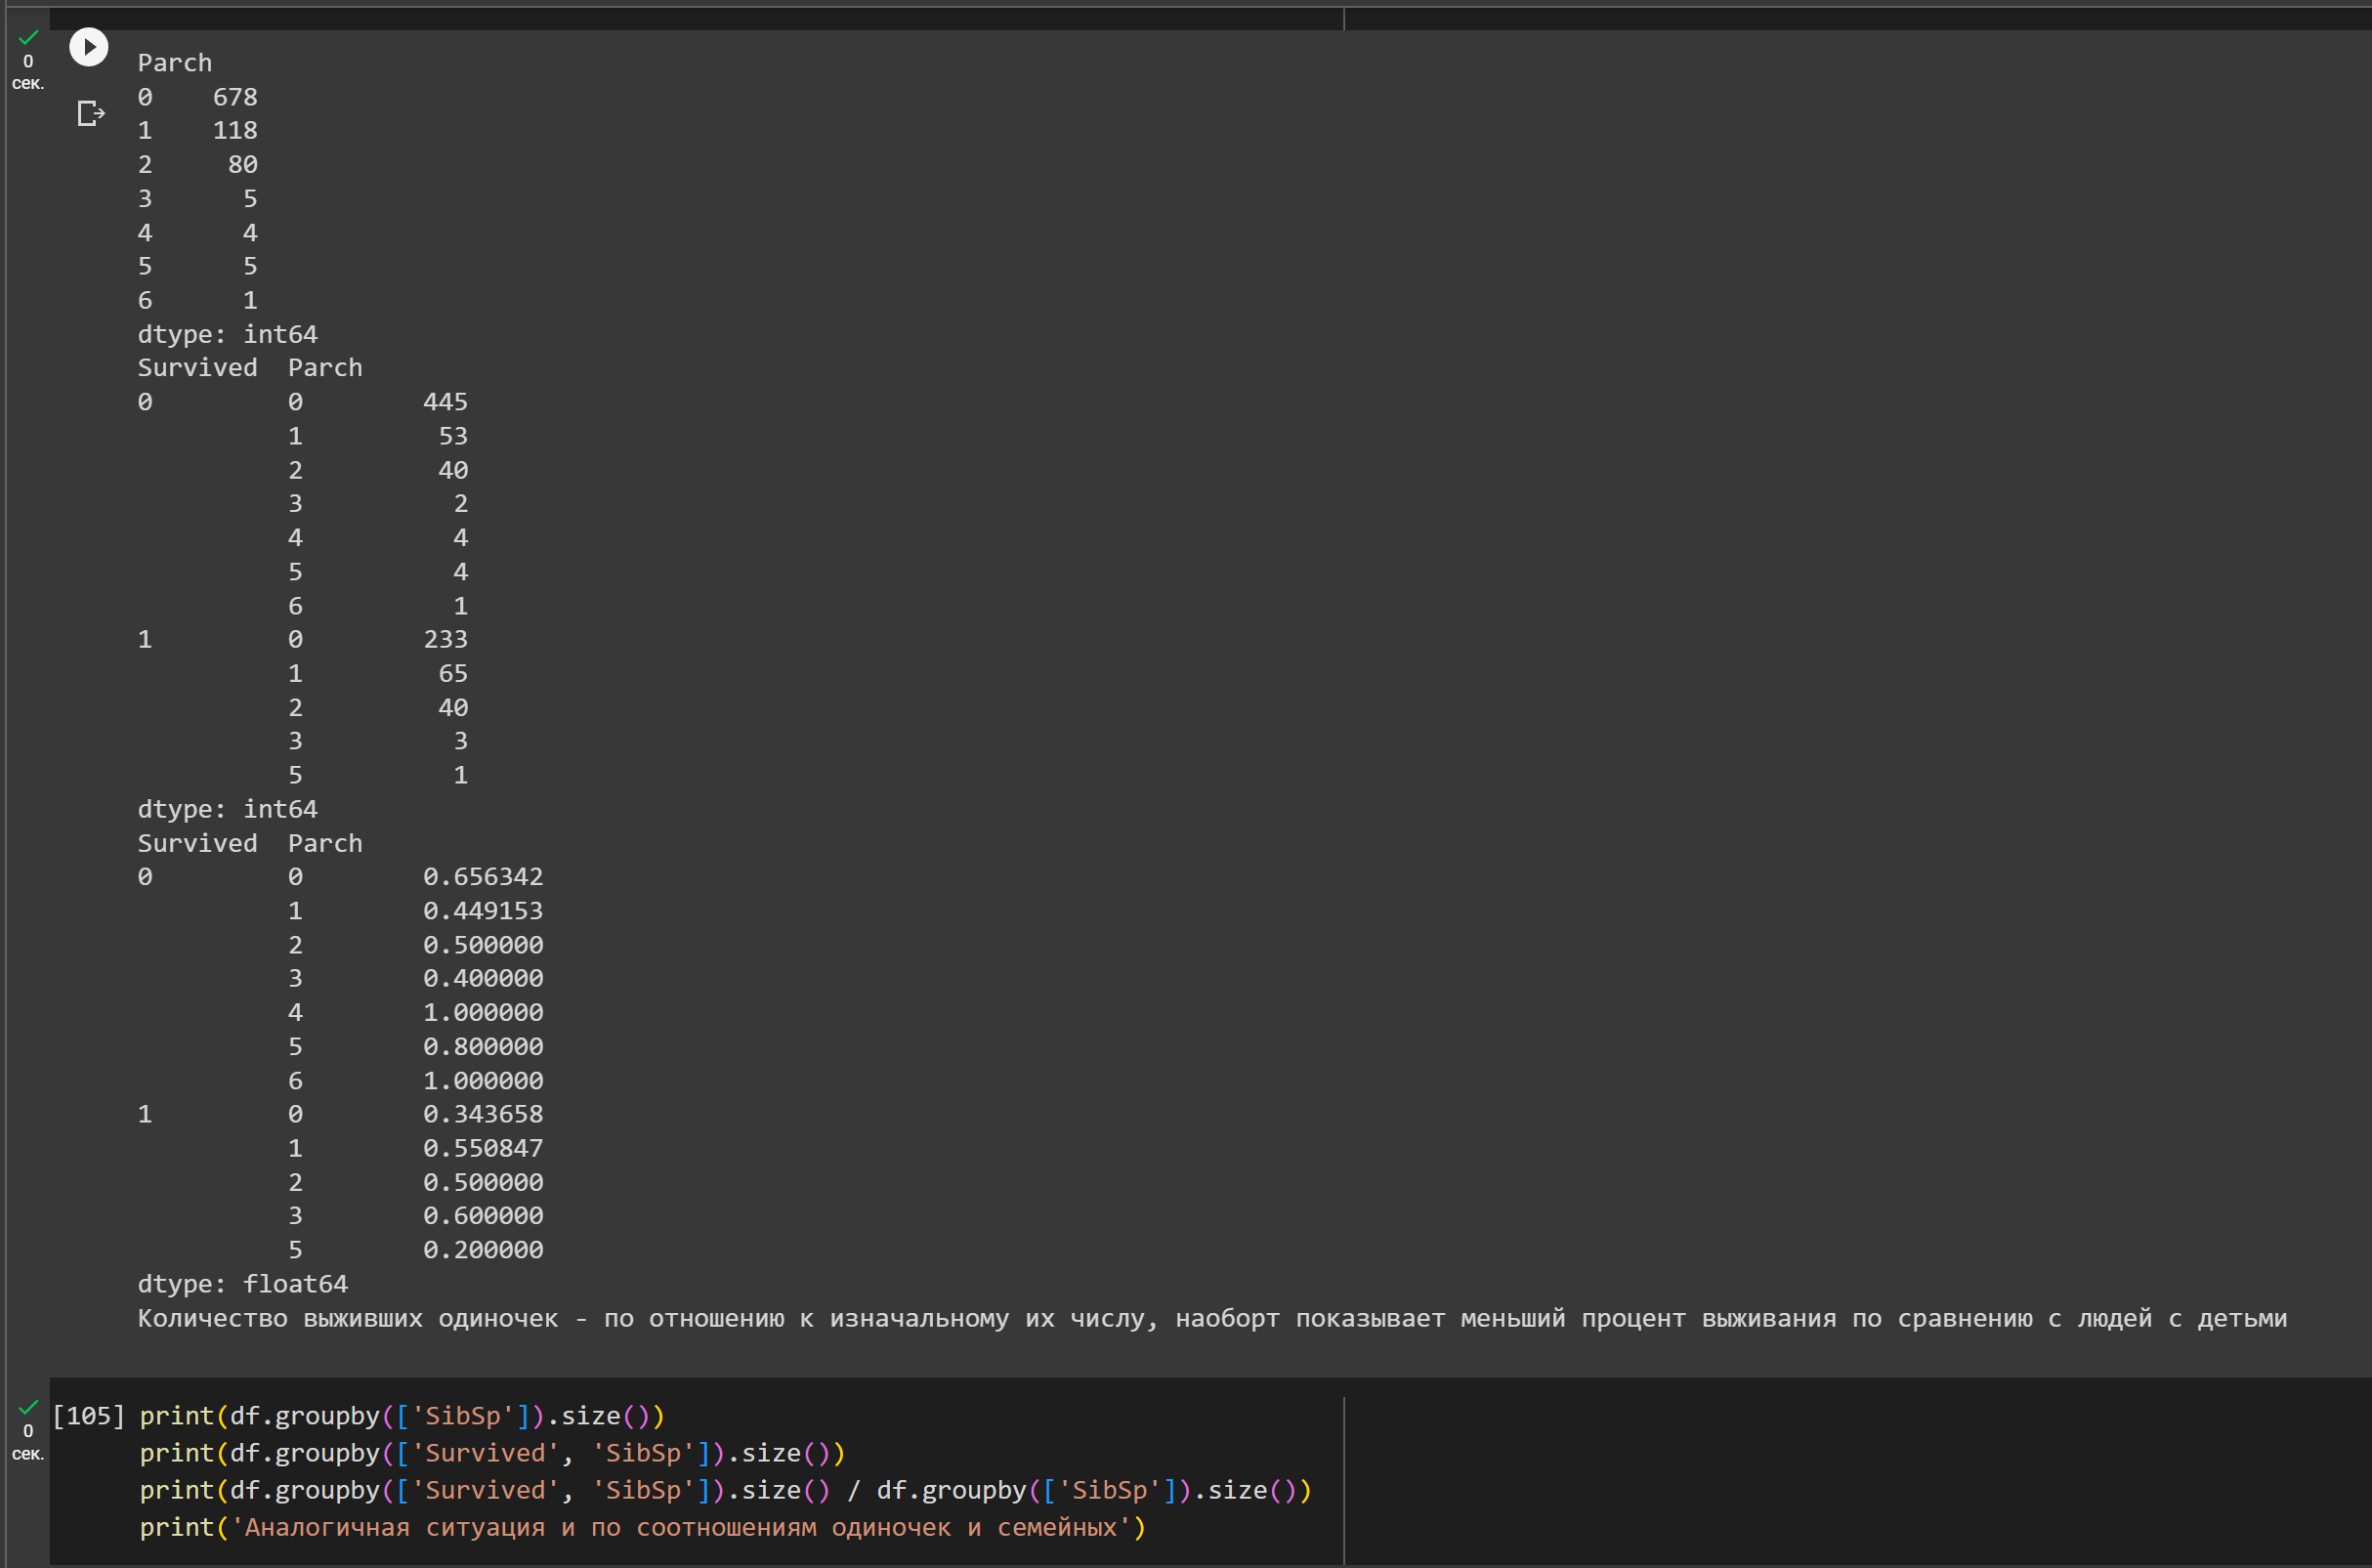 0
сек.
Parch
0    678
1    118
2     80
3      5
4      4
5      5
6      1
dtype: int64
Survived  Parch
0         0        445
          1         53
          2         40
          3          2
          4          4
          5          4
          6          1
1         0        233
          1         65
          2         40
          3          3
          5          1
dtype: int64
Survived  Parch
0         0        0.656342
          1        0.449153
          2        0.500000
          3        0.400000
          4        1.000000
          5        0.800000
          6        1.000000
1         0        0.343658
          1        0.550847
          2        0.500000
          3        0.600000
          5        0.200000
dtype: float64
Количество выживших одиночек - по отношению к изначальному их числу, наоборт показывает меньший процент выживания по сравнению с людей с детьми
0
сек.
[105] print(df.groupby(['SibSp']).size())
print(df.groupby(['Survived', 'SibSp']).size())
print(df.groupby(['Survived', 'SibSp']).size() / df.groupby(['SibSp']).size())
print('Аналогичная ситуация и по соотношениям одиночек и семейных')